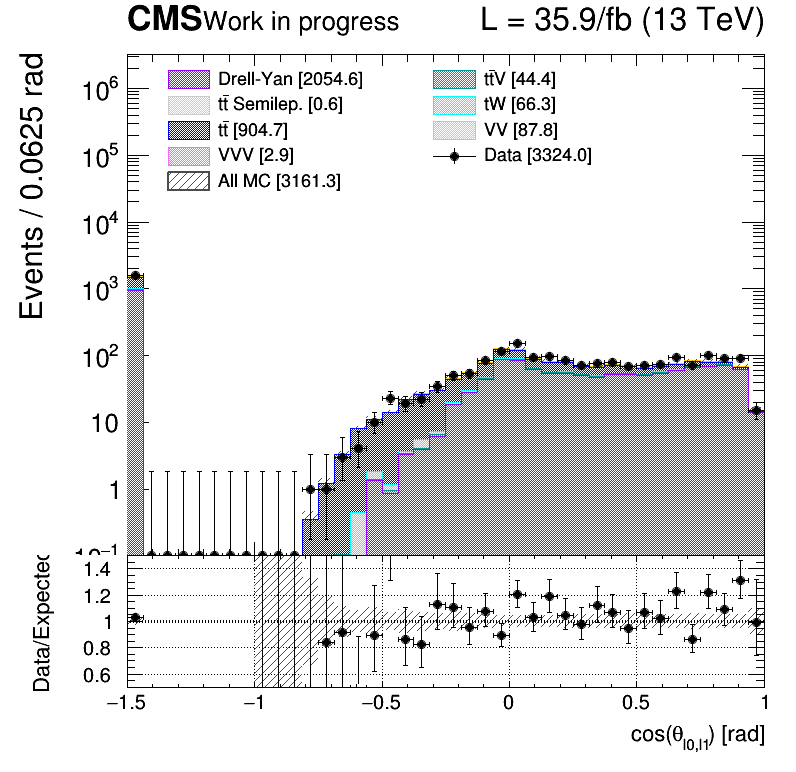 CMS Work in progress L = 35.9/fb (13 TeV)
Events / 0.0625 rad
10⁶
10⁵
10⁴
10³
10²
10
1
10⁻¹
Drell-Yan [2054.6]
tt̄ Semilep. [0.6]
tt̄ [904.7]
VVV [2.9]
All MC [3161.3]
tt̄V [44.4]
tW [66.3]
VV [87.8]
Data [3324.0]
Data/Expected
1.4
1.2
1
0.8
0.6
−1.5 −1 −0.5 0 0.5 1
cos(θ_l0,l1) [rad]